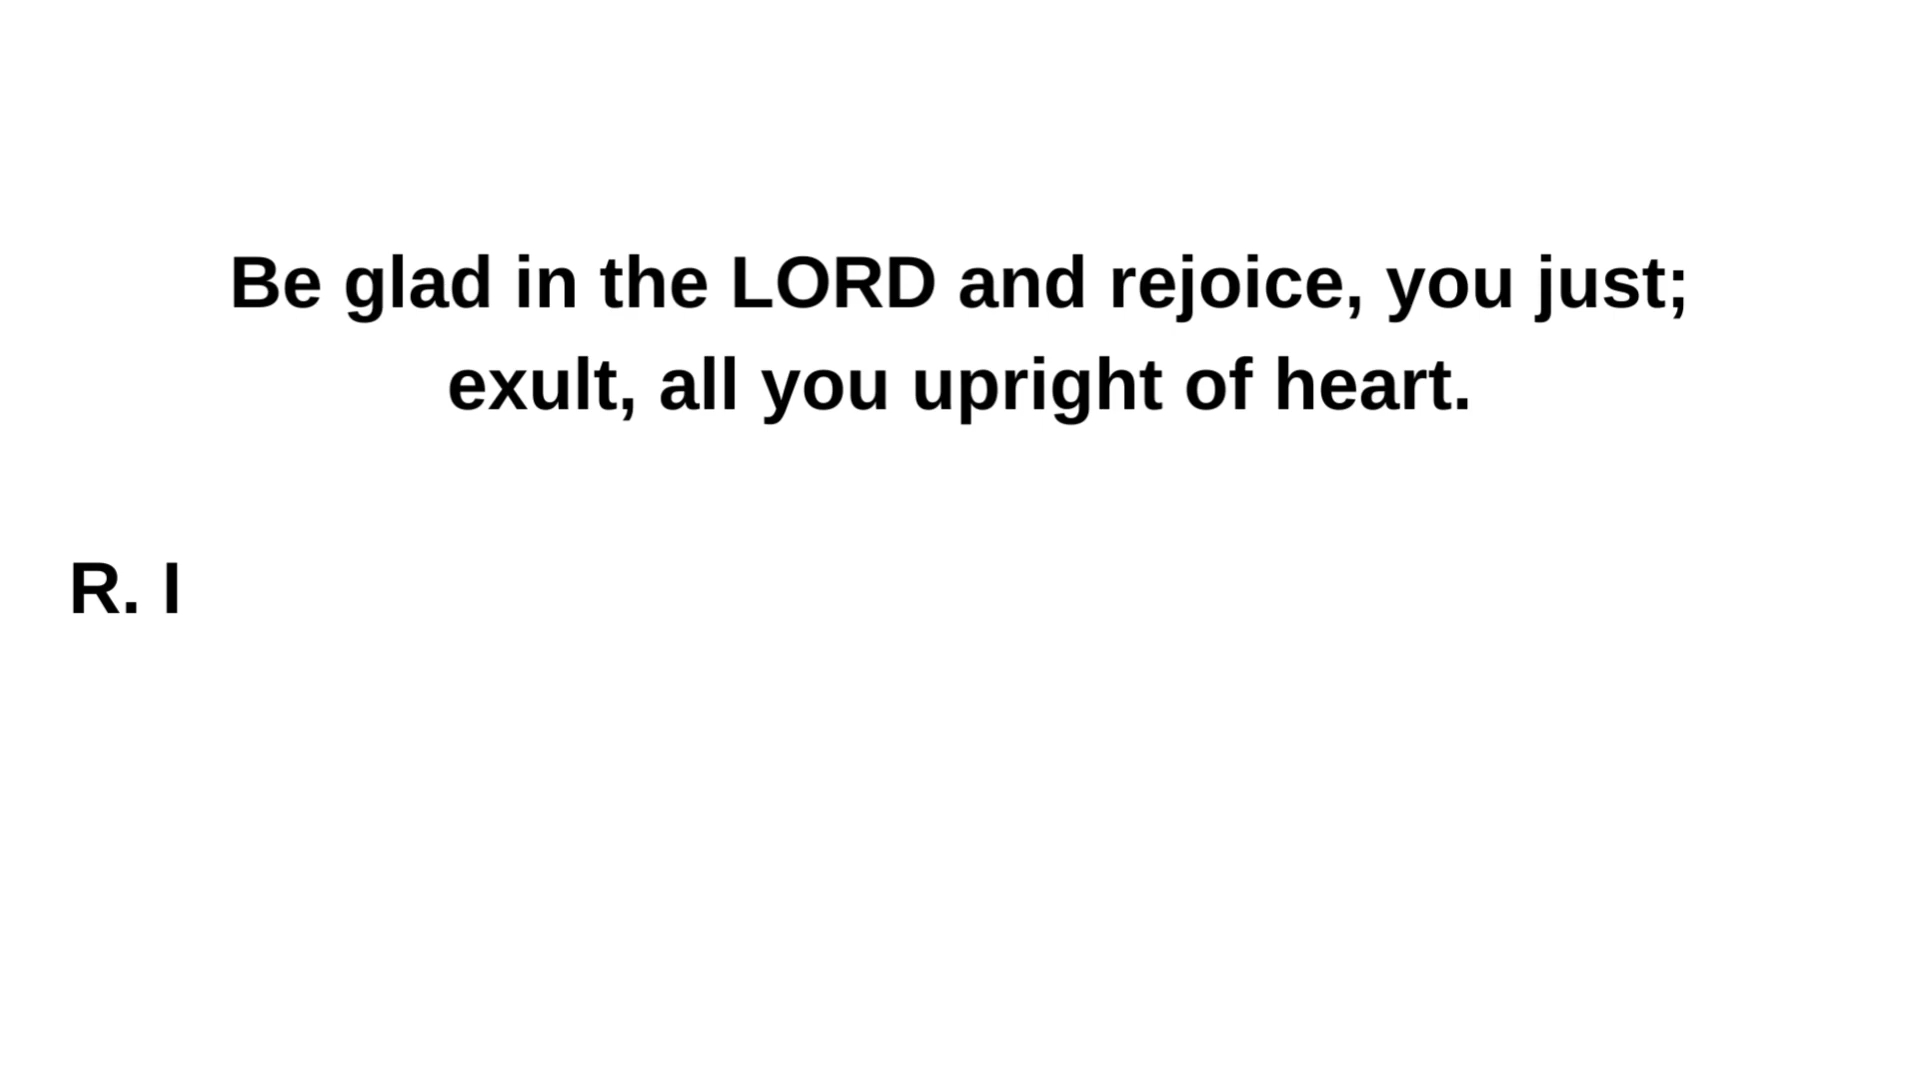 Be glad in the LORD and rejoice, you just;
exult, all you upright of heart.
R. I